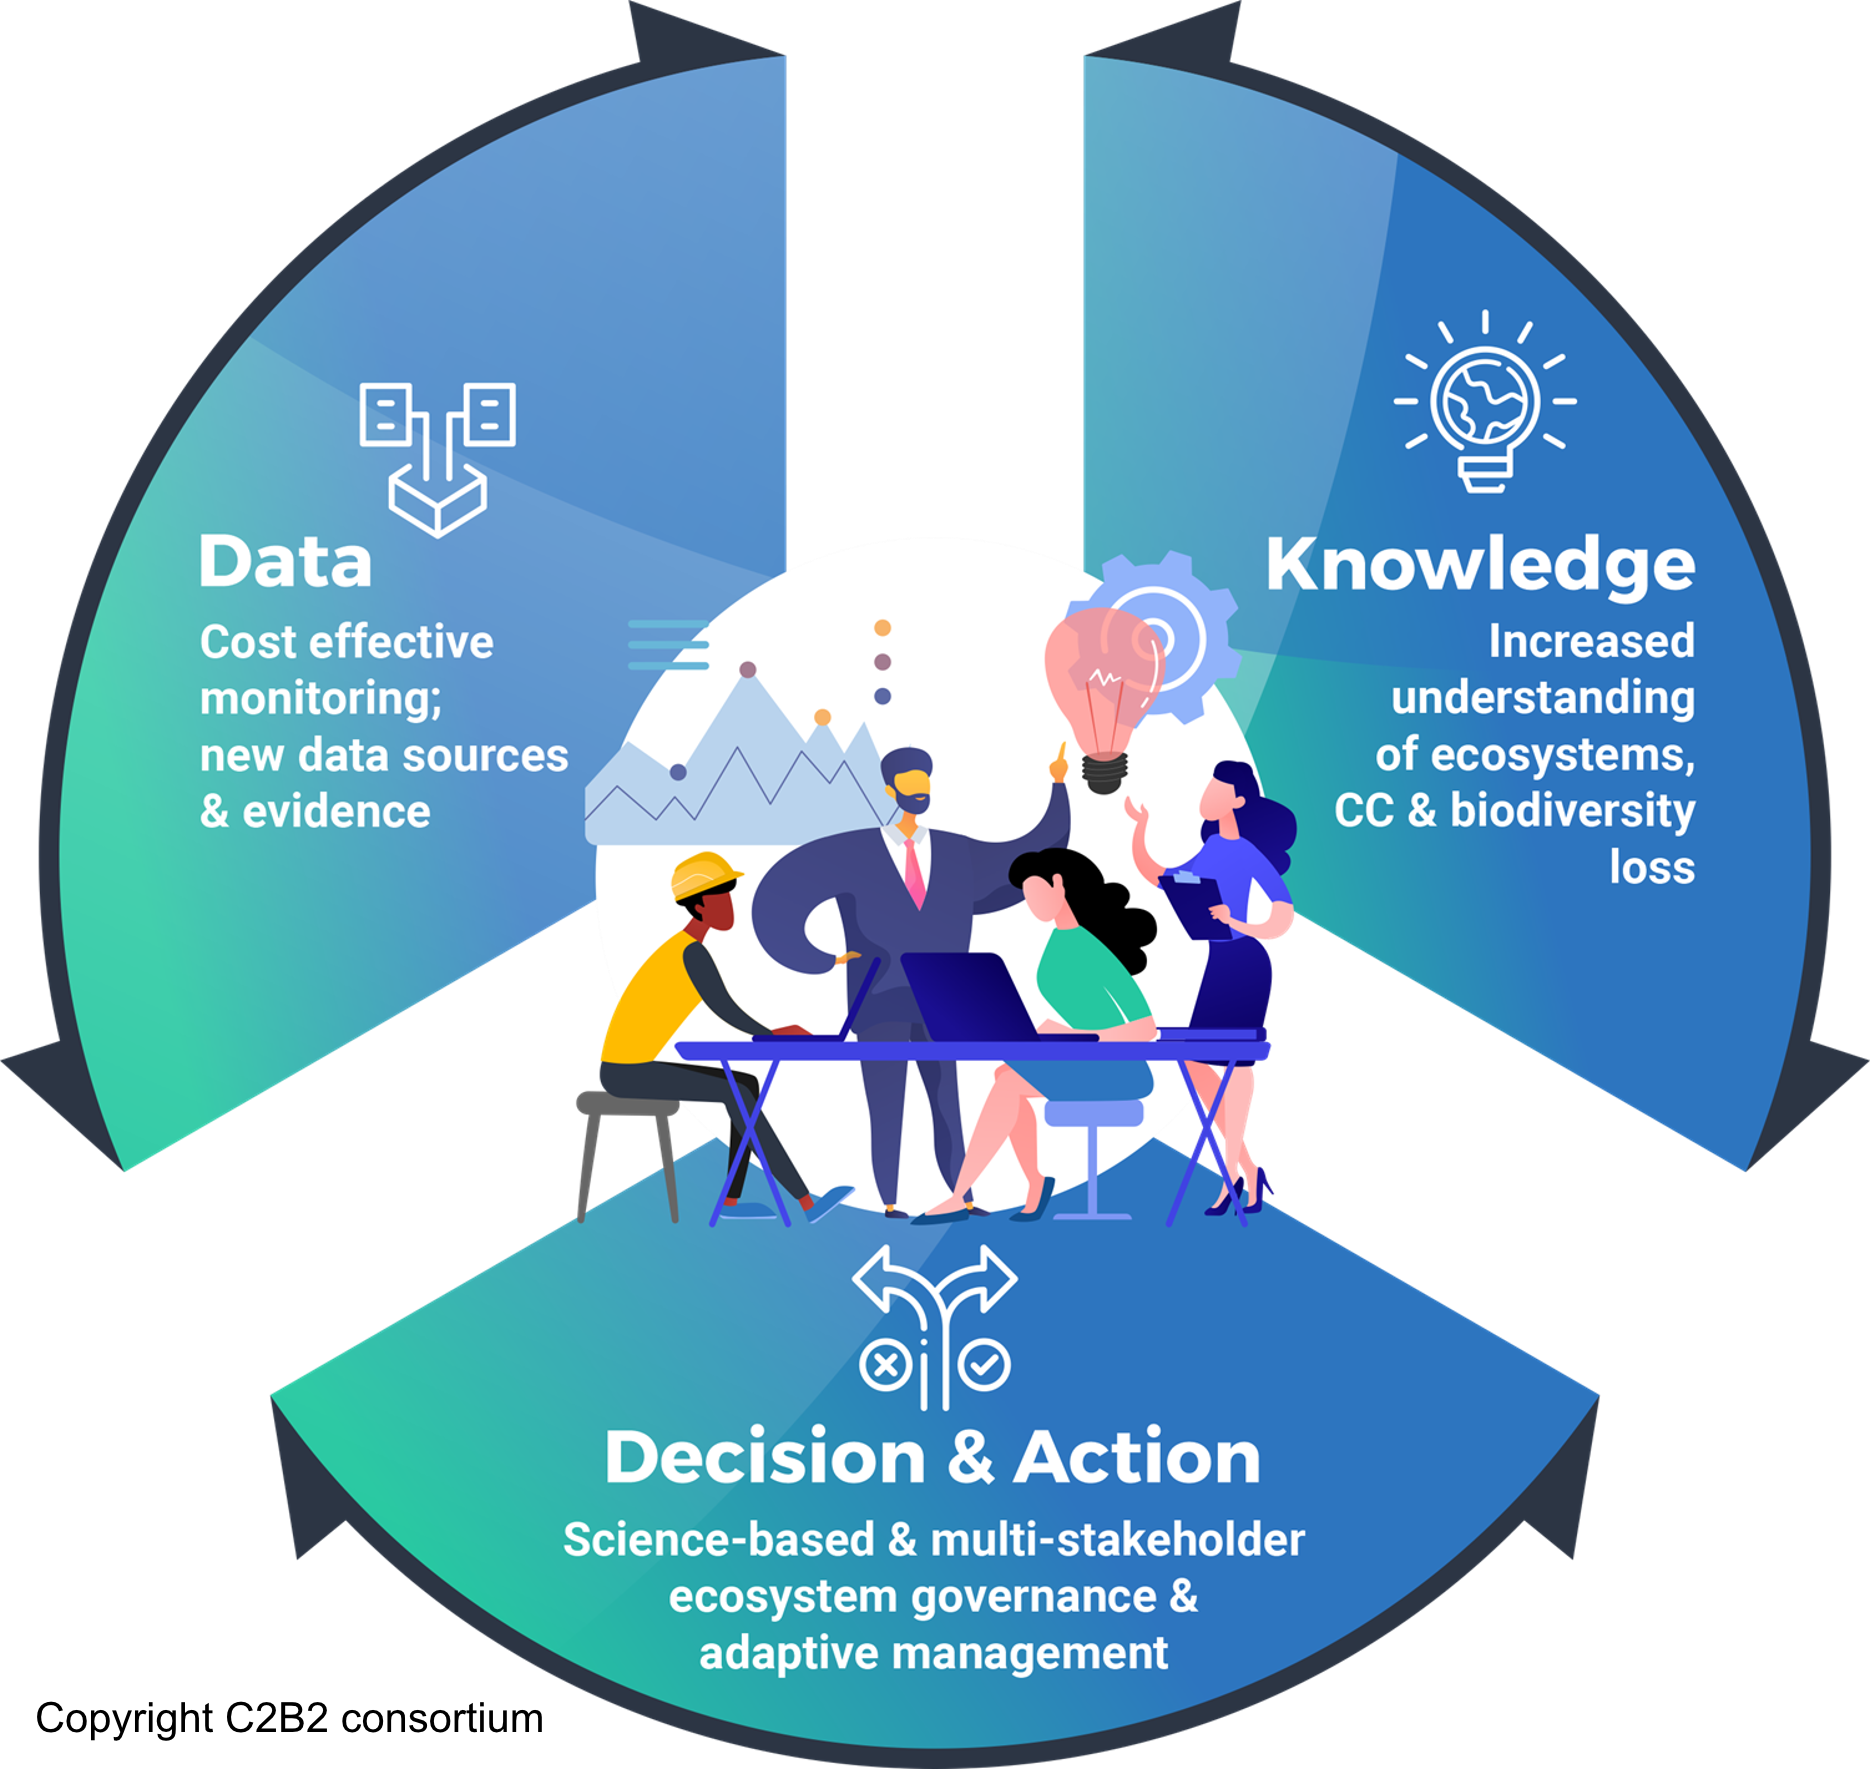 Data
Cost effective
monitoring;
new data sources
& evidence
Knowledge
Increased
understanding
of ecosystems,
CC & biodiversity
loss
Decision & Action
Science-based & multi-stakeholder
ecosystem governance &
adaptive management
Copyright C2B2 consortium